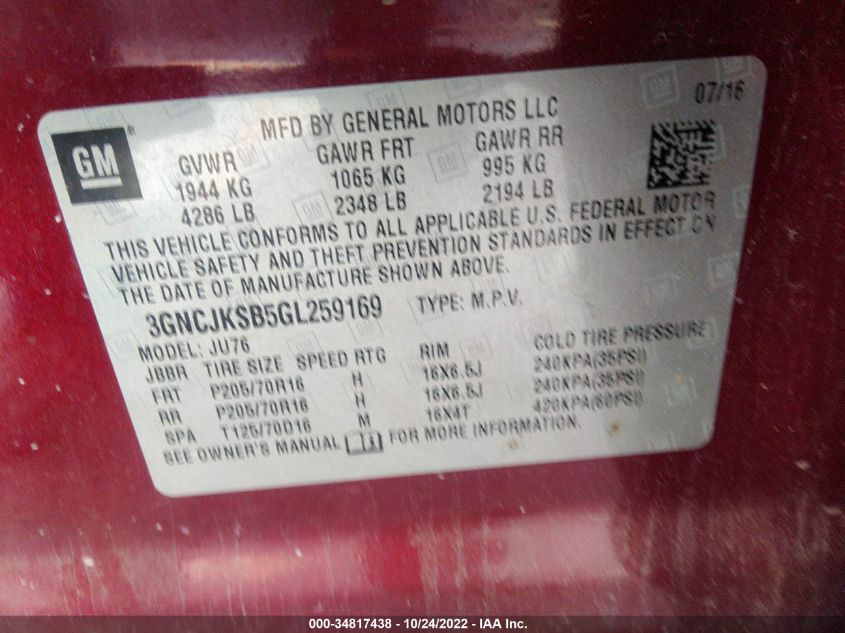 07/16
GM ®
MFD BY GENERAL MOTORS LLC
GVWR GAWR FRT GAWR RR
1944 KG 1065 KG 995 KG
4286 LB 2348 LB 2194 LB
THIS VEHICLE CONFORMS TO ALL APPLICABLE U.S. FEDERAL MOTOR
VEHICLE SAFETY AND THEFT PREVENTION STANDARDS IN EFFECT ON
THE DATE OF MANUFACTURE SHOWN ABOVE.
3GNCJKSB5GL259169 TYPE: M.P.V.
MODEL: JU76
JBBR TIRE SIZE SPEED RTG RIM COLD TIRE PRESSURE
FRT P205/70R16 H 16X6.5J 240KPA(35PSI)
RR P205/70R16 H 16X6.5J 240KPA(35PSI)
SPA T125/70D16 M 16X4T 420KPA(60PSI)
SEE OWNER'S MANUAL FOR MORE INFORMATION.
000-34817438 - 10/24/2022 - IAA Inc.